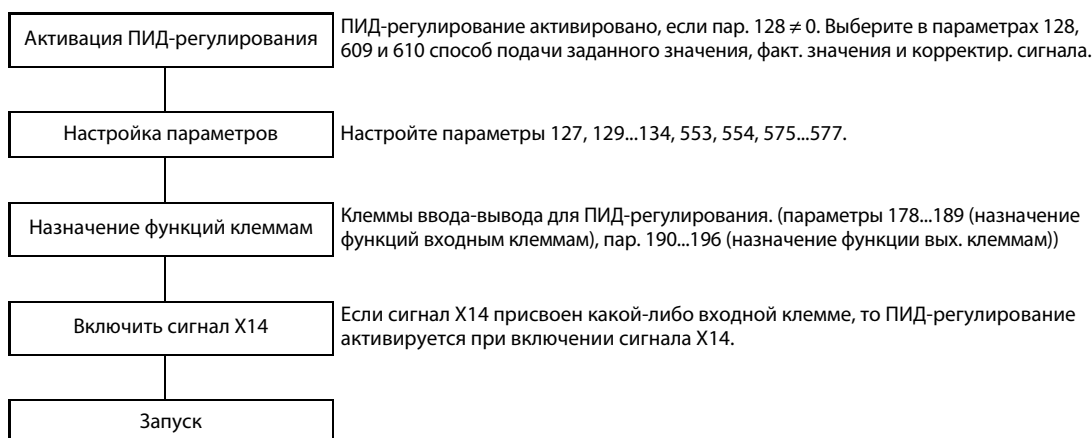 Активация ПИД-регулирования
ПИД-регулирование активировано, если пар. 128 ≠ 0. Выберите в параметрах 128,
609 и 610 способ подачи заданного значения, факт. значения и корректир. сигнала.
Настройка параметров
Настройте параметры 127, 129...134, 553, 554, 575...577.
Назначение функций клеммам
Клеммы ввода-вывода для ПИД-регулирования. (параметры 178...189 (назначение
функций входным клеммам), пар. 190...196 (назначение функции вых. клеммам))
Включить сигнал X14
Если сигнал X14 присвоен какой-либо входной клемме, то ПИД-регулирование
активируется при включении сигнала X14.
Запуск